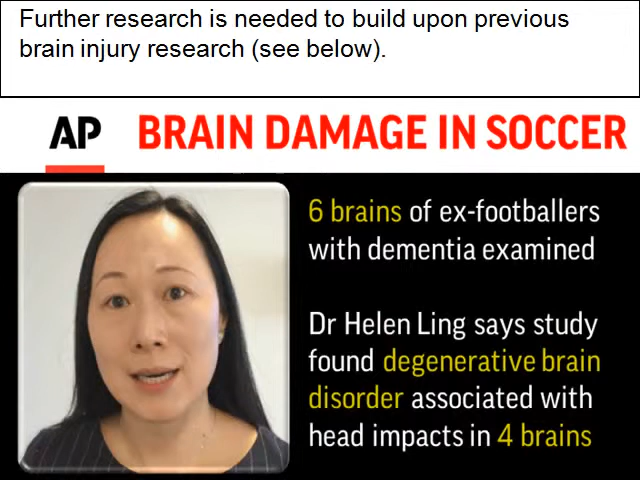 Further research is needed to build upon previous
brain injury research (see below).
AP BRAIN DAMAGE IN SOCCER
6 brains of ex-footballers
with dementia examined
Dr Helen Ling says study
found degenerative brain
disorder associated with
head impacts in 4 brains